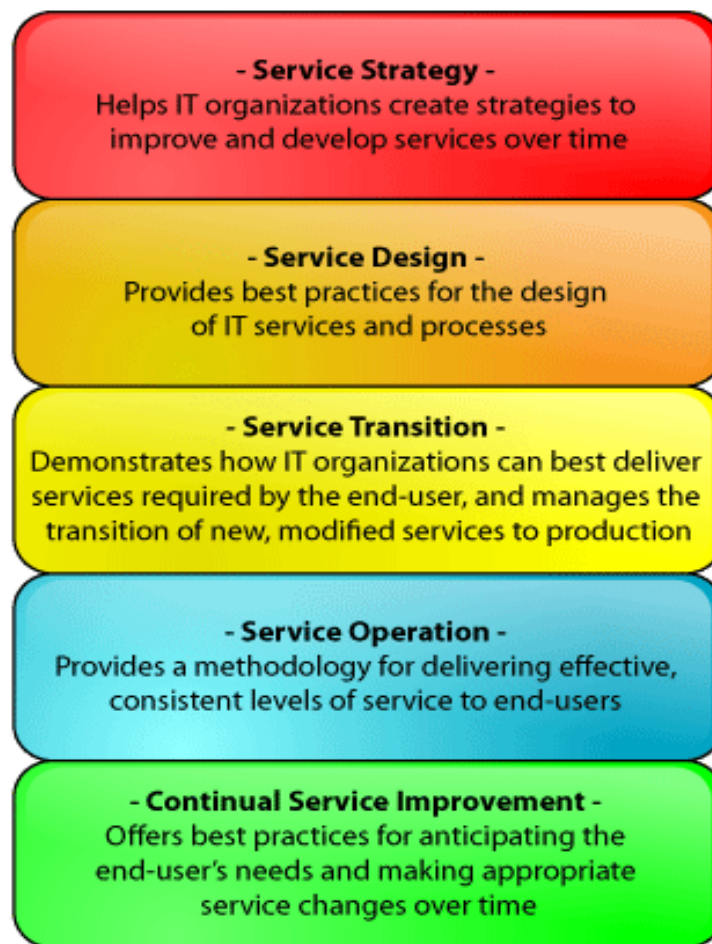 - Service Strategy -
Helps IT organizations create strategies to
improve and develop services over time
- Service Design -
Provides best practices for the design
of IT services and processes
- Service Transition -
Demonstrates how IT organizations can best deliver
services required by the end-user, and manages the
transition of new, modified services to production
- Service Operation -
Provides a methodology for delivering effective,
consistent levels of service to end-users
- Continual Service Improvement -
Offers best practices for anticipating the
end-user's needs and making appropriate
service changes over time